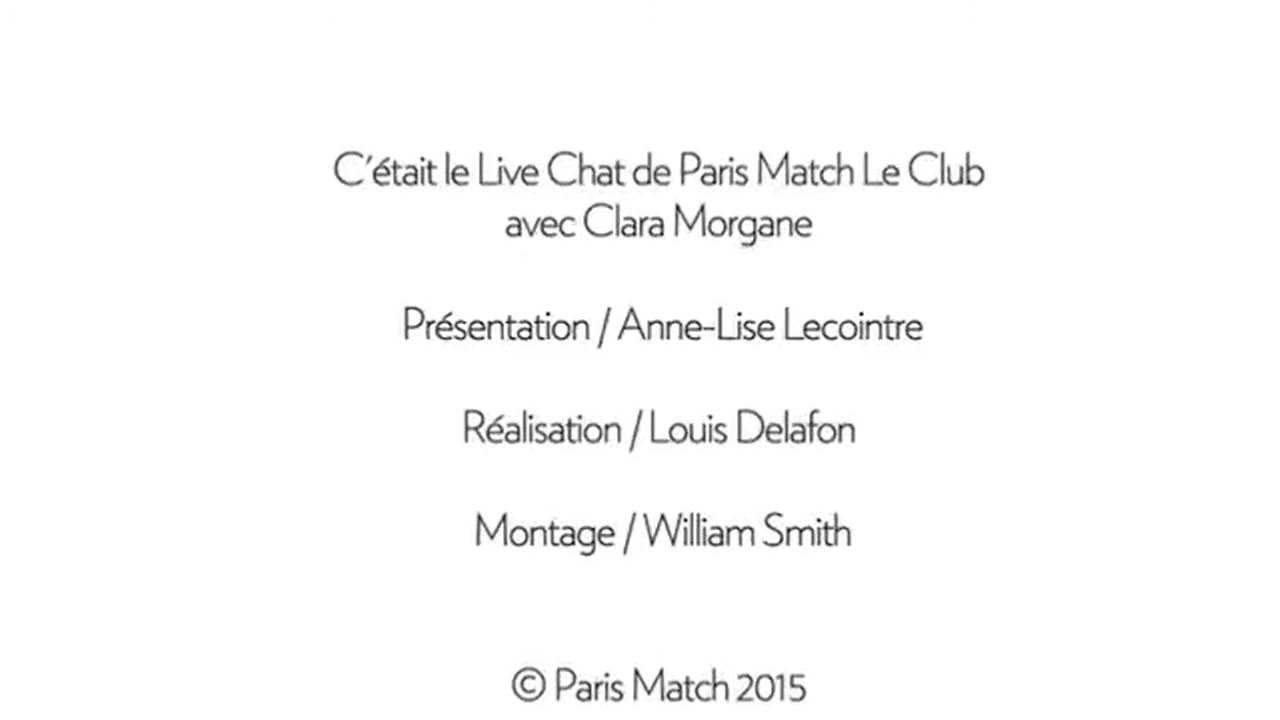 C'était le Live Chat de Paris Match Le Club
avec Clara Morgane
Présentation / Anne-Lise Lecointre
Réalisation / Louis Delafon
Montage / William Smith
© Paris Match 2015